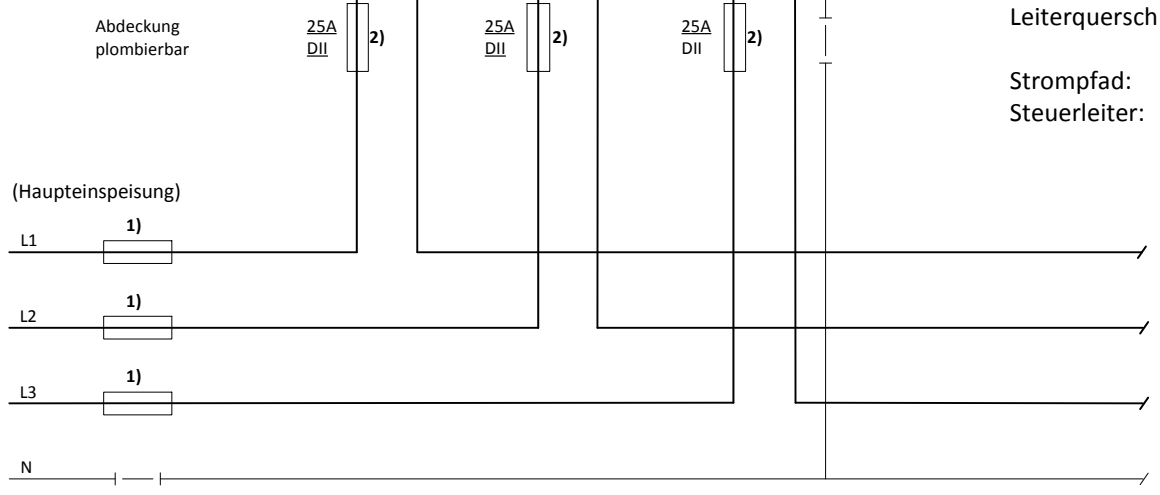 Abdeckung
plombierbar
25A
DII
2)
25A
DII
2)
25A
DII
2)
Leiterquersch
Strompfad:
Steuerleiter:
(Haupteinspeisung)
1)
L1
1)
L2
1)
L3
N